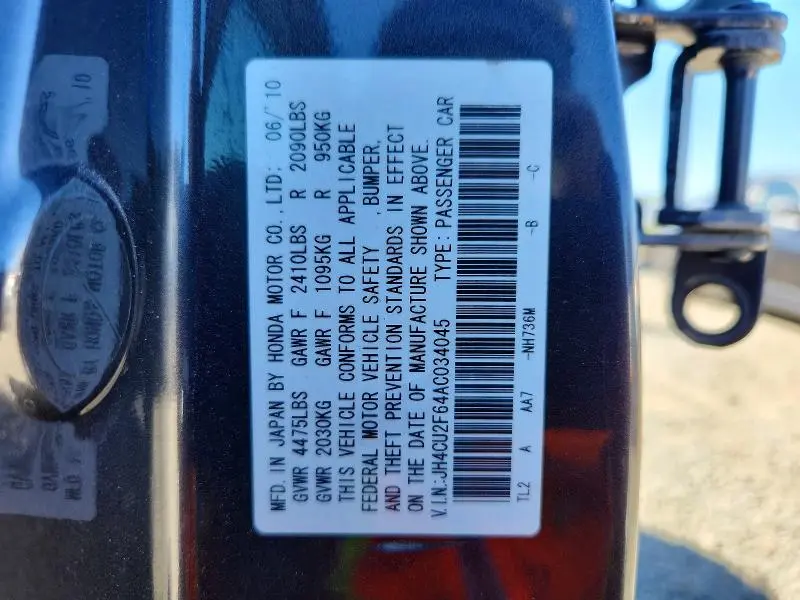 MFD. IN JAPAN BY HONDA MOTOR CO., LTD; 06/10
GVWR 4475LBS GAWR F 2410LBS R 2090LBS
GVWR 2030KG GAWR F 1095KG R 950KG
THIS VEHICLE CONFORMS TO ALL APPLICABLE
FEDERAL MOTOR VEHICLE SAFETY ,BUMPER,
AND THEFT PREVENTION STANDARDS IN EFFECT
ON THE DATE OF MANUFACTURE SHOWN ABOVE.
V.I.N.:JH4CU2F64AC034045 TYPE: PASSENGER CAR
TL2 A AA7 -NH736M -B -C